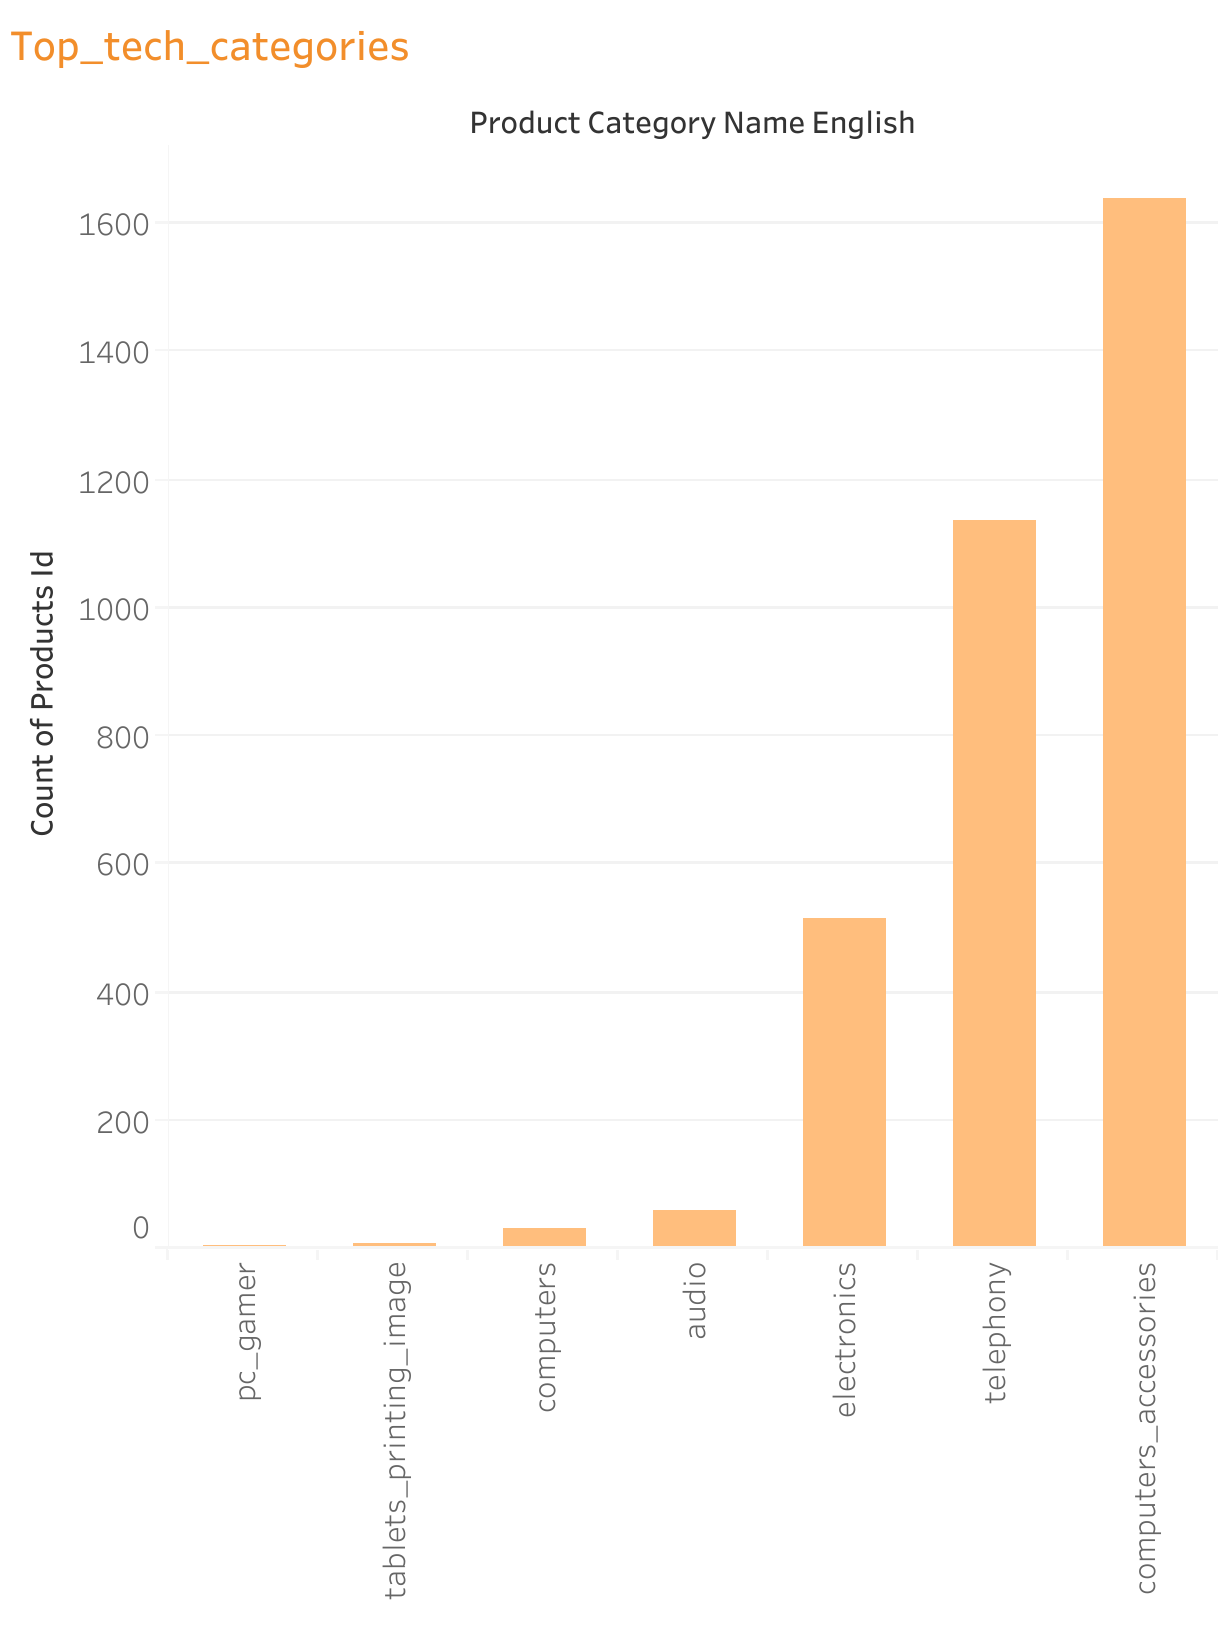 Top_tech_categories
Product Category Name English
Count of Products Id
1600
1400
1200
1000
800
600
400
200
0
pc_gamer
tablets_printing_image
computers
audio
electronics
telephony
computers_accessories